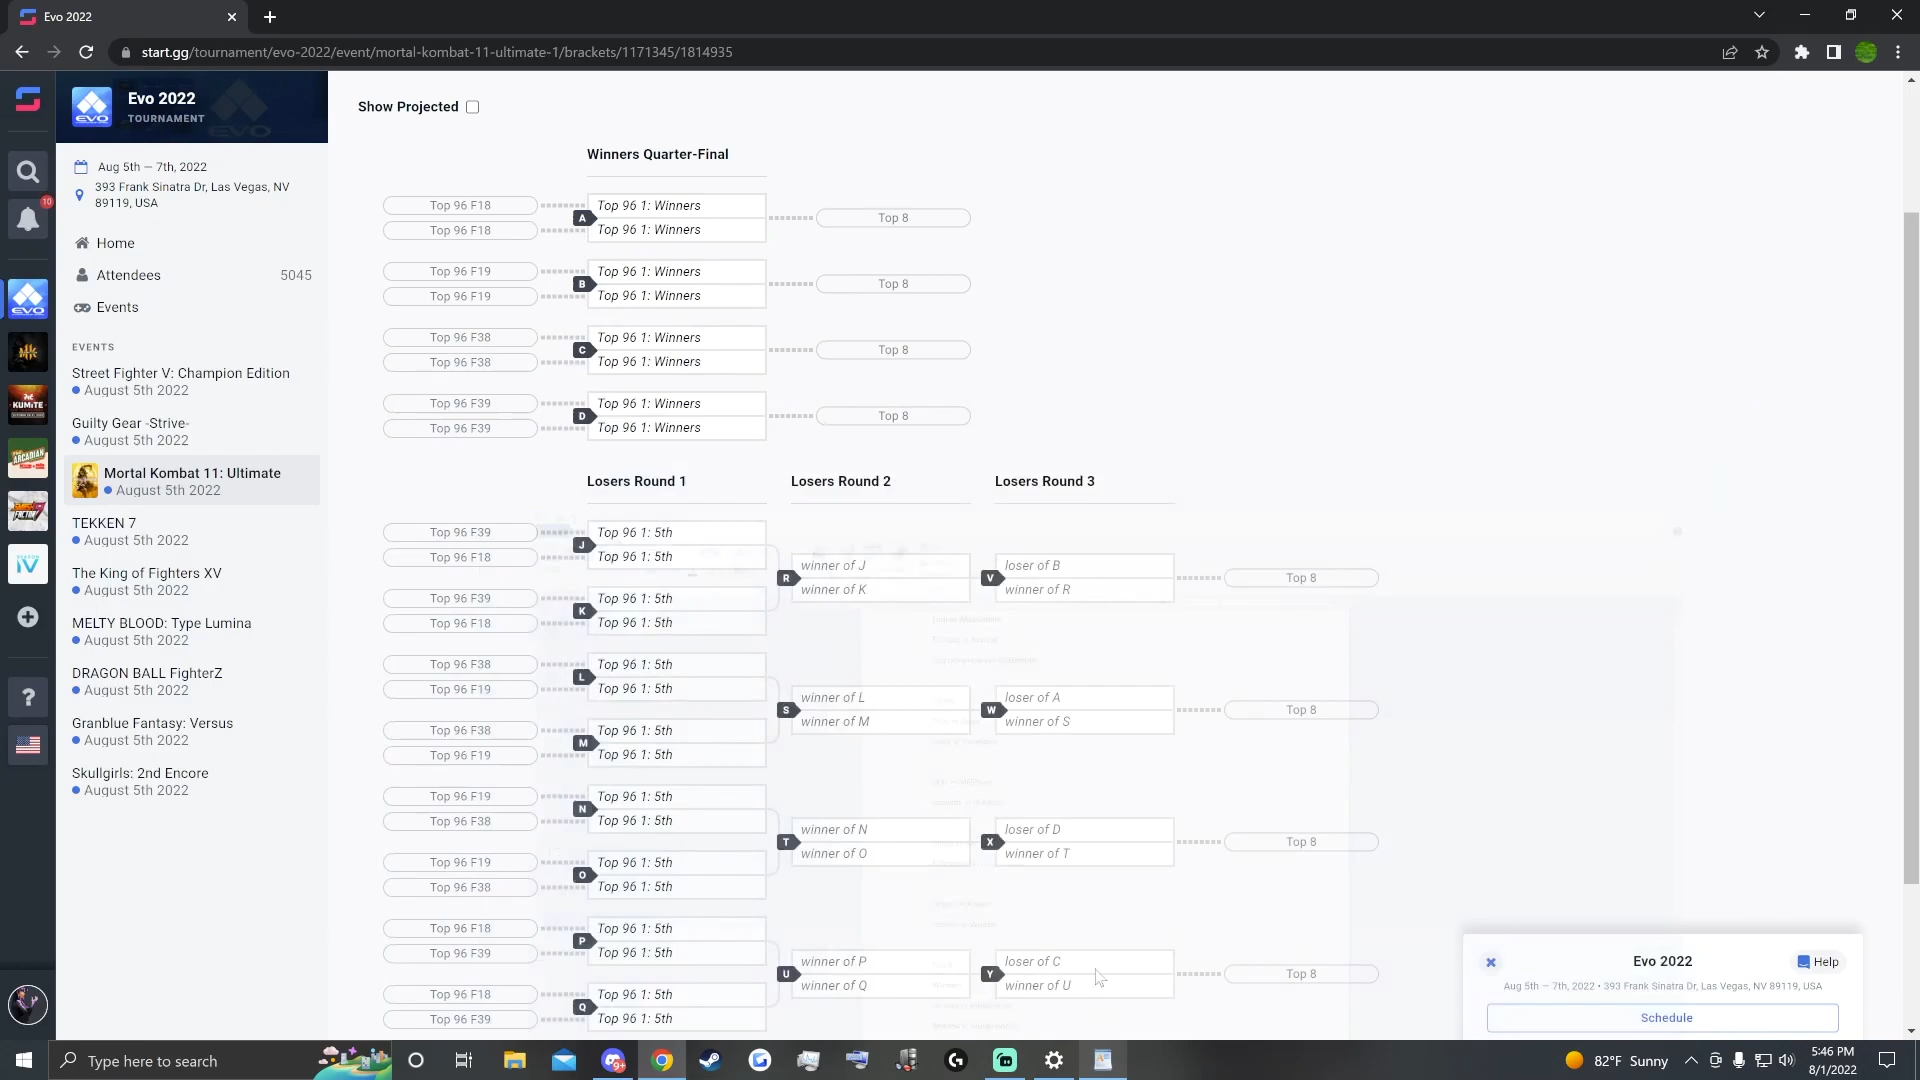 Evo 2022
start.gg/tournament/evo-2022/event/mortal-kombat-11-ultimate-1/brackets/1171345/1814935
Evo 2022
TOURNAMENT
EVO
Aug 5th — 7th, 2022
393 Frank Sinatra Dr, Las Vegas, NV
89119, USA
10
Home
Attendees 5045
Events
EVENTS
Street Fighter V: Champion Edition
August 5th 2022
Guilty Gear -Strive-
August 5th 2022
Mortal Kombat 11: Ultimate
August 5th 2022
TEKKEN 7
August 5th 2022
The King of Fighters XV
August 5th 2022
MELTY BLOOD: Type Lumina
August 5th 2022
DRAGON BALL FighterZ
August 5th 2022
Granblue Fantasy: Versus
August 5th 2022
Skullgirls: 2nd Encore
August 5th 2022
Show Projected
Winners Quarter-Final
Top 96 F18 Top 96 1: Winners
A Top 8
Top 96 F18 Top 96 1: Winners
Top 96 F19 Top 96 1: Winners
B Top 8
Top 96 F19 Top 96 1: Winners
Top 96 F38 Top 96 1: Winners
C Top 8
Top 96 F38 Top 96 1: Winners
Top 96 F39 Top 96 1: Winners
D Top 8
Top 96 F39 Top 96 1: Winners
Losers Round 1 Losers Round 2 Losers Round 3
Top 96 F39 Top 96 1: 5th
J
Top 96 F18 Top 96 1: 5th
winner of J loser of B
R V Top 8
winner of K winner of R
Top 96 F39 Top 96 1: 5th
K
Top 96 F18 Top 96 1: 5th
Top 96 F38 Top 96 1: 5th
L
Top 96 F19 Top 96 1: 5th
winner of L loser of A
S W Top 8
winner of M winner of S
Top 96 F38 Top 96 1: 5th
M
Top 96 F19 Top 96 1: 5th
Top 96 F19 Top 96 1: 5th
N
Top 96 F38 Top 96 1: 5th
winner of N loser of D
T X Top 8
winner of O winner of T
Top 96 F19 Top 96 1: 5th
O
Top 96 F38 Top 96 1: 5th
Top 96 F18 Top 96 1: 5th
P
Top 96 F39 Top 96 1: 5th
winner of P loser of C
U Y Top 8
winner of Q winner of U
Top 96 F18 Top 96 1: 5th
Q
Top 96 F39 Top 96 1: 5th
Evo 2022
Help
Aug 5th — 7th, 2022 • 393 Frank Sinatra Dr, Las Vegas, NV 89119, USA
Schedule
Type here to search
82°F Sunny
5:46 PM
8/1/2022